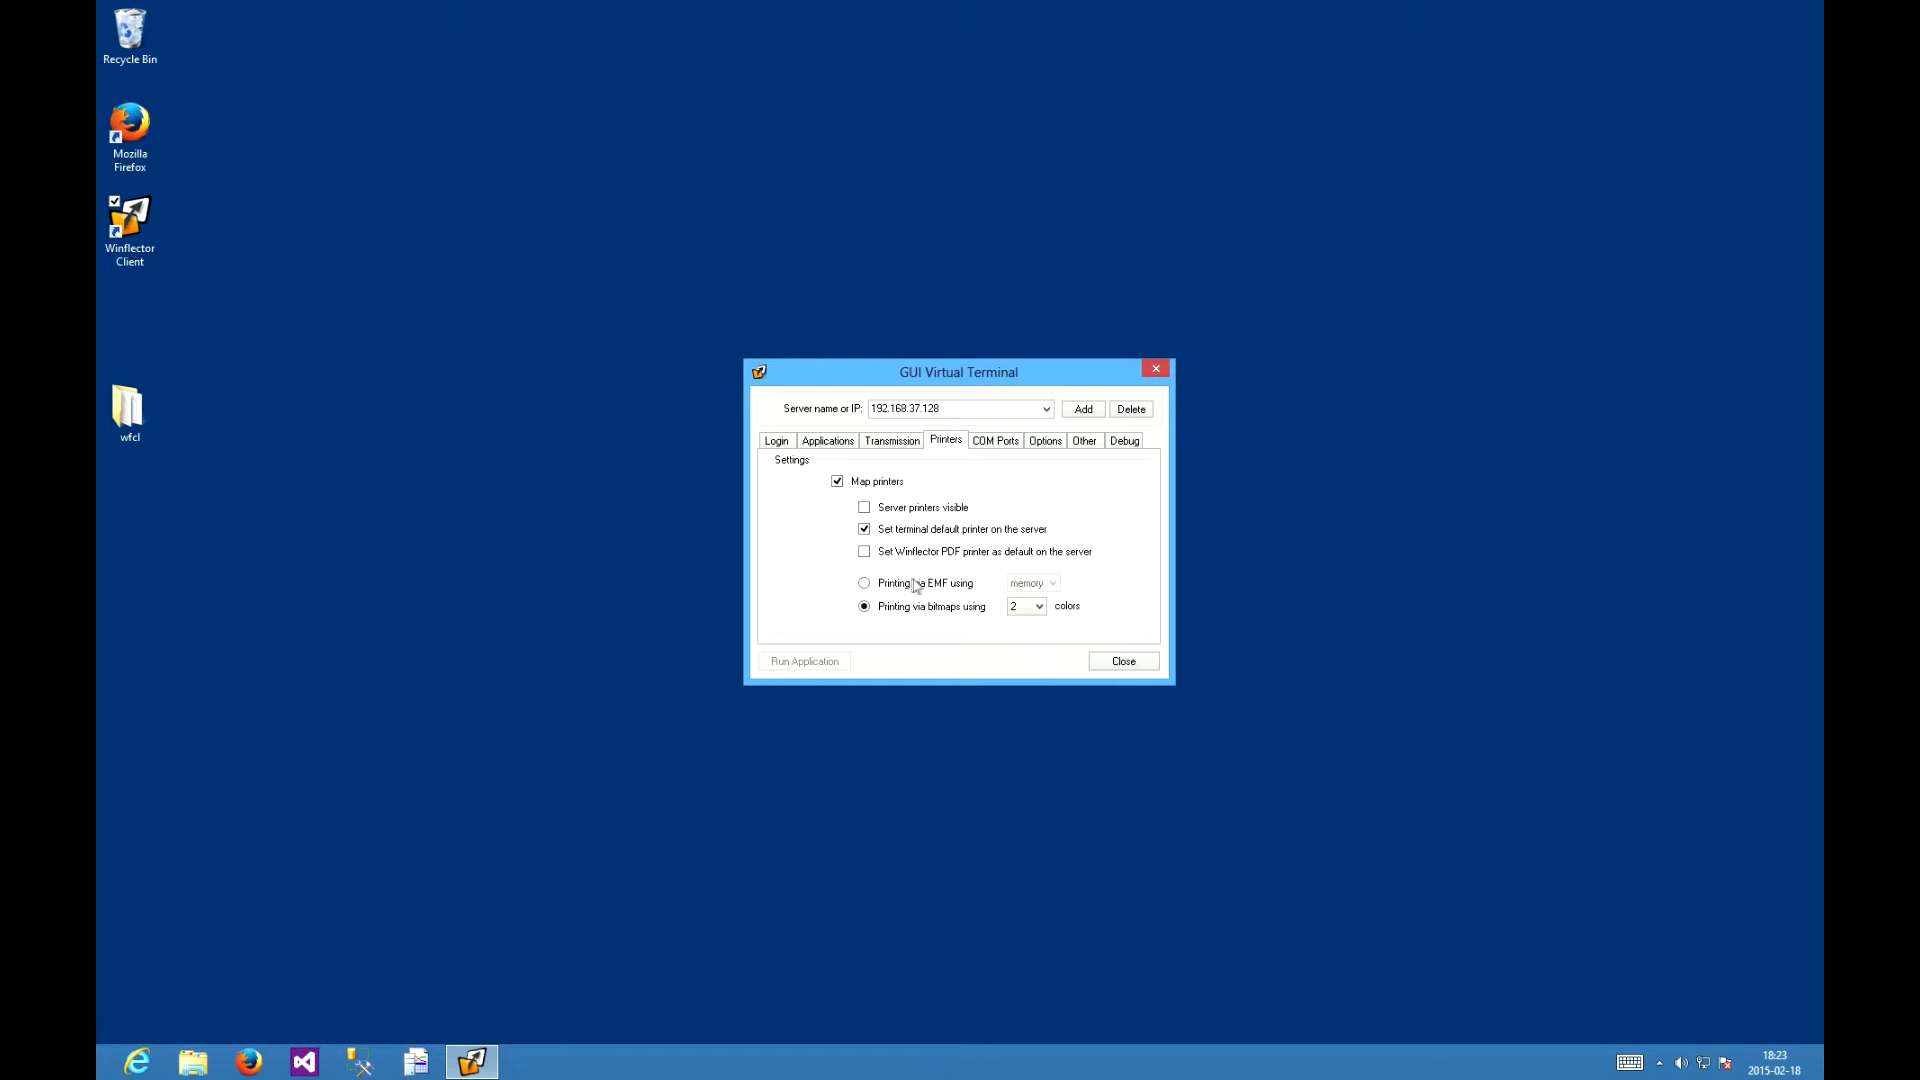 Recycle Bin
Mozilla
Firefox
Winflector
Client
wfcl
GUI Virtual Terminal
Server name or IP: 192.168.37.128 Add Delete
Login Applications Transmission Printers COM Ports Options Other Debug
Settings
Map printers
Server printers visible
Set terminal default printer on the server
Set Winflector PDF printer as default on the server
Printing via EMF using memory
Printing via bitmaps using 2 colors
Run Application Close
18:23
2015-02-18